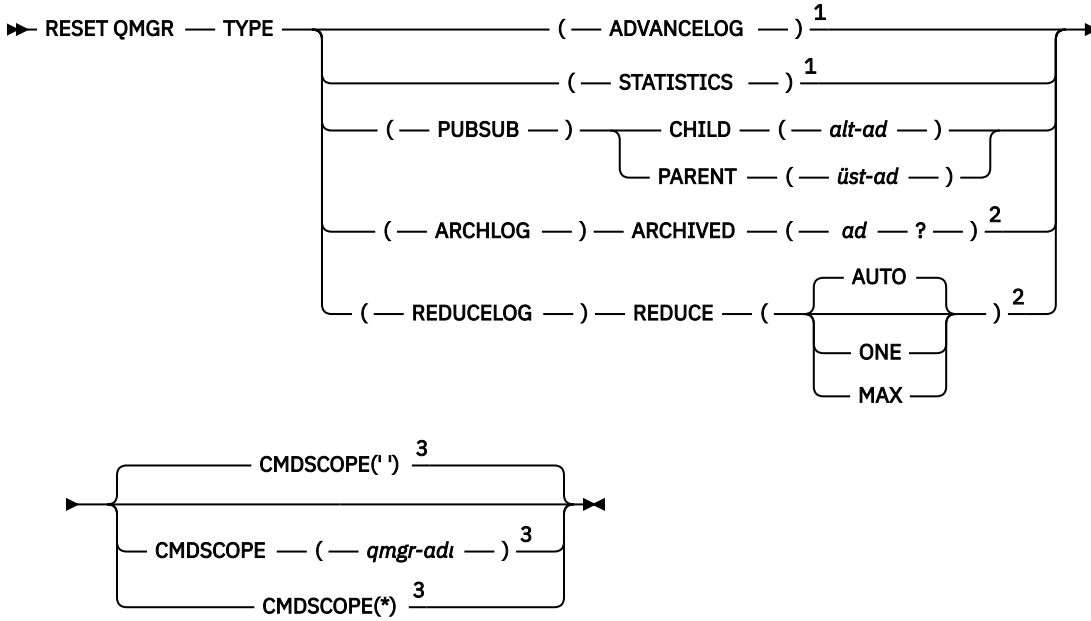 RESET QMGR TYPE ( ADVANCELOG ) 1
( STATISTICS ) 1
( PUBSUB ) CHILD ( alt-ad )
PARENT ( üst-ad )
( ARCHLOG ) ARCHIVED ( ad ? ) 2
AUTO
( REDUCELOG ) REDUCE ( ) 2
ONE
MAX
CMDSCOPE(' ') 3
CMDSCOPE ( qmgr-adı ) 3
CMDSCOPE(*) 3